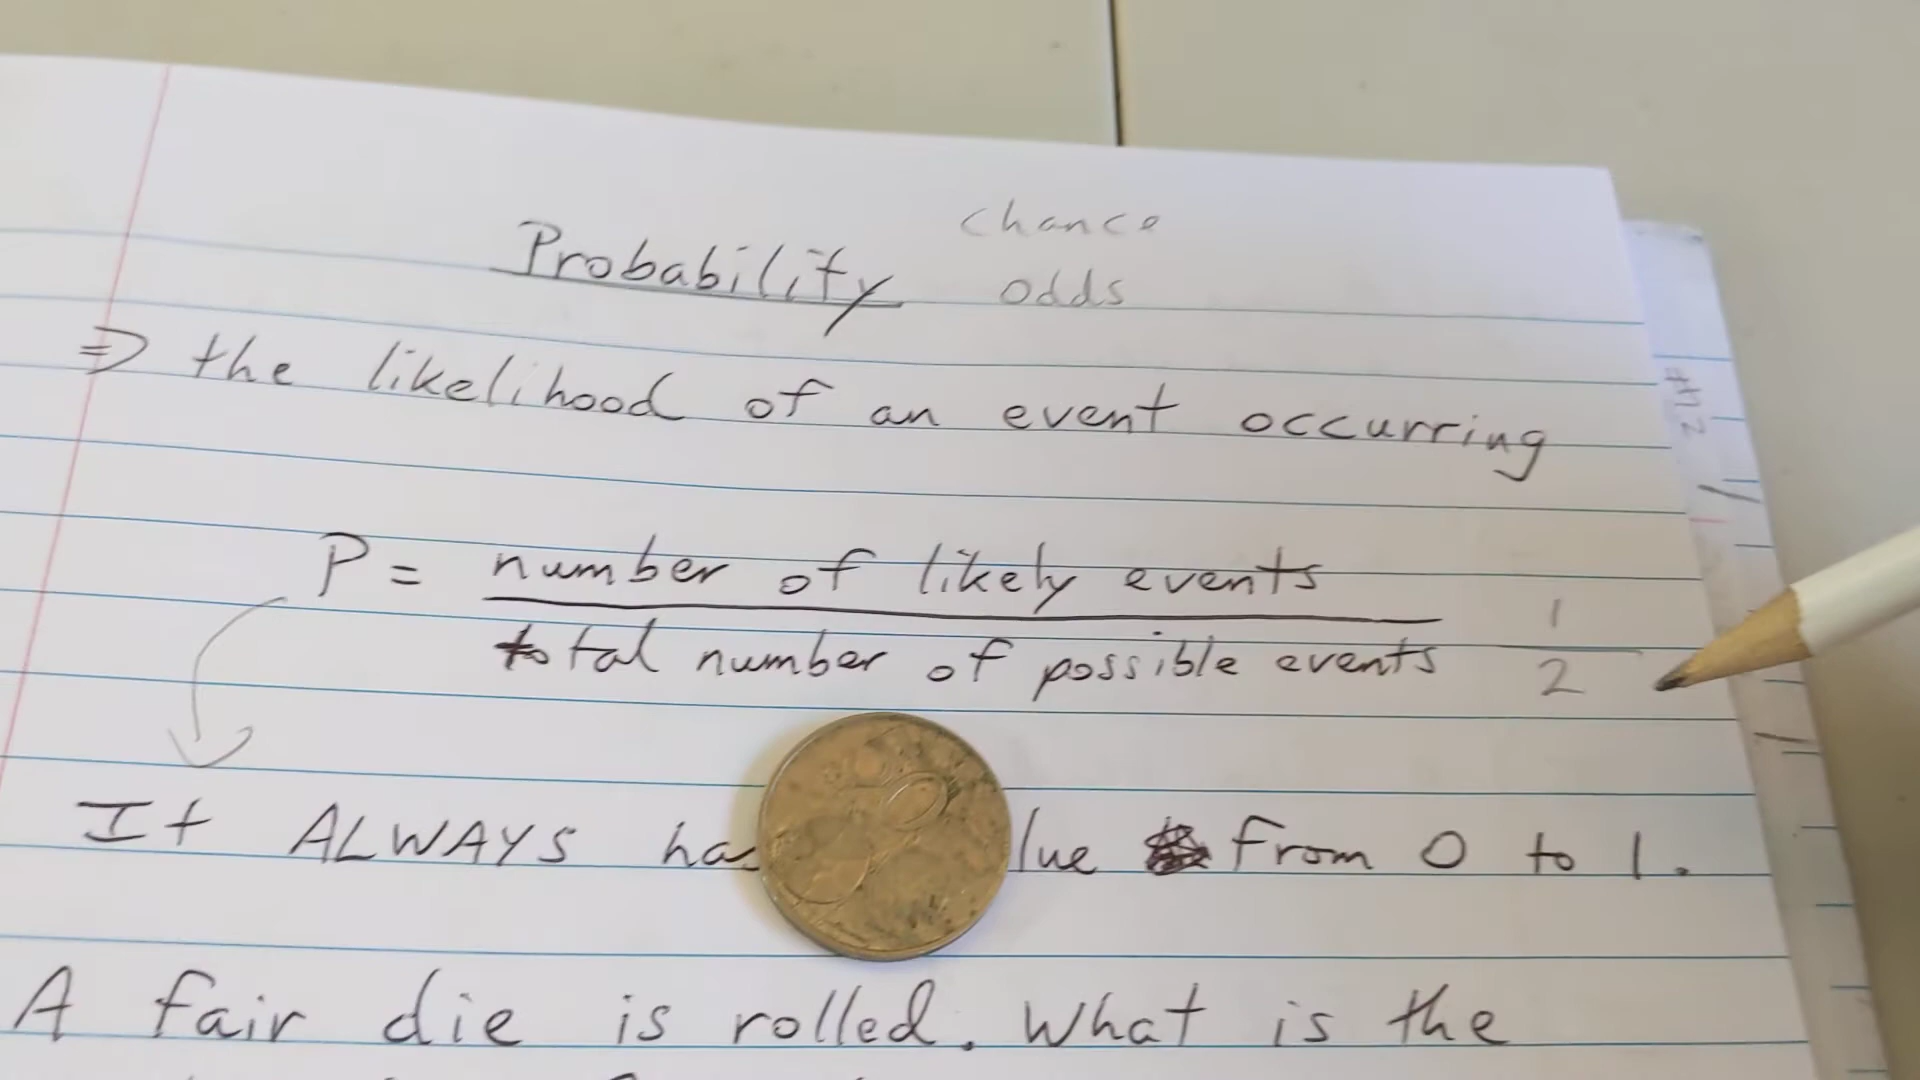 chance
Probability odds
⇒ the likelihood of an event occurring
P = number of likely events
total number of possible events
1
2
It ALWAYS ha lue from 0 to 1.
A fair die is rolled. What is the